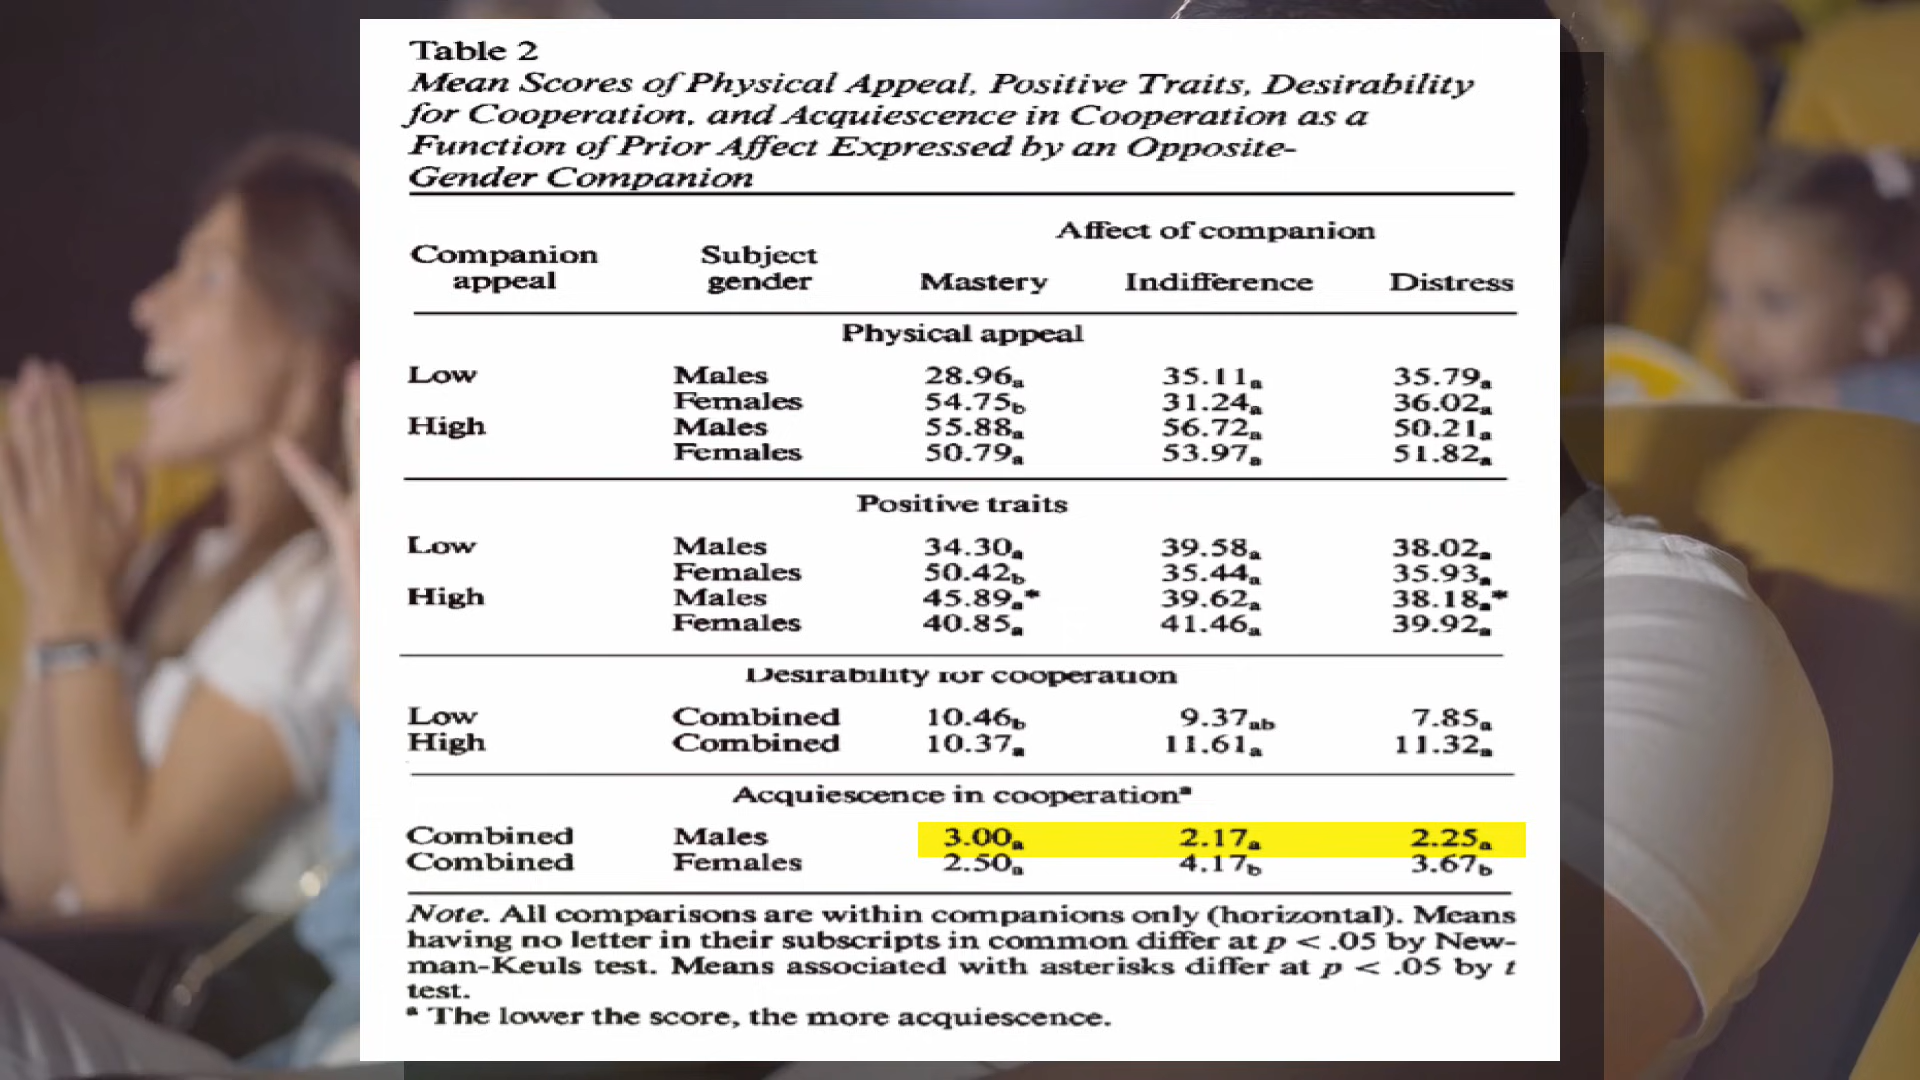 Table 2
Mean Scores of Physical Appeal, Positive Traits, Desirability
for Cooperation, and Acquiescence in Cooperation as a
Function of Prior Affect Expressed by an Opposite-
Gender Companion
Affect of companion
Companion appeal Subject gender Mastery Indifference Distress
Physical appeal
Low Males 28.96a 35.11a 35.79a
Females 54.75b 31.24a 36.02a
High Males 55.88a 56.72a 50.21a
Females 50.79a 53.97a 51.82a
Positive traits
Low Males 34.30a 39.58a 38.02a
Females 50.42b 35.44a 35.93a
High Males 45.89a* 39.62a 38.18a*
Females 40.85a 41.46a 39.92a
Desirability for cooperation
Low Combined 10.46b 9.37ab 7.85a
High Combined 10.37a 11.61a 11.32a
Acquiescence in cooperationᵃ
Combined Males 3.00a 2.17a 2.25a
Combined Females 2.50a 4.17b 3.67b
Note. All comparisons are within companions only (horizontal). Means
having no letter in their subscripts in common differ at p < .05 by New-
man-Keuls test. Means associated with asterisks differ at p < .05 by t
test.
ᵃ The lower the score, the more acquiescence.